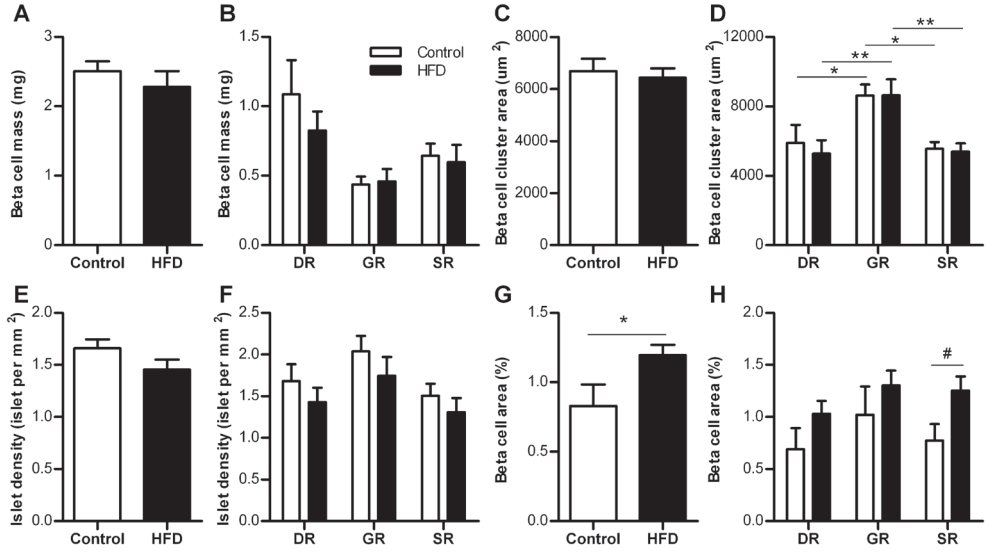 A
Beta cell mass (mg)
3
2
1
0
Control HFD
B
Beta cell mass (mg)
1.5
1.0
0.5
0.0
Control
HFD
DR GR SR
C
Beta cell cluster area (um 2)
8000
6000
4000
2000
0
Control HFD
D
Beta cell cluster area (um 2)
12000
8000
4000
0
**
*
**
*
DR GR SR
E
Islet density (islet per mm 2)
2.0
1.5
1.0
0.5
0.0
Control HFD
F
Islet density (islet per mm 2)
2.5
2.0
1.5
1.0
0.5
0.0
DR GR SR
G
Beta cell area (%)
1.5
1.0
0.5
0.0
*
Control HFD
H
Beta cell area (%)
2.0
1.5
1.0
0.5
0.0
#
DR GR SR